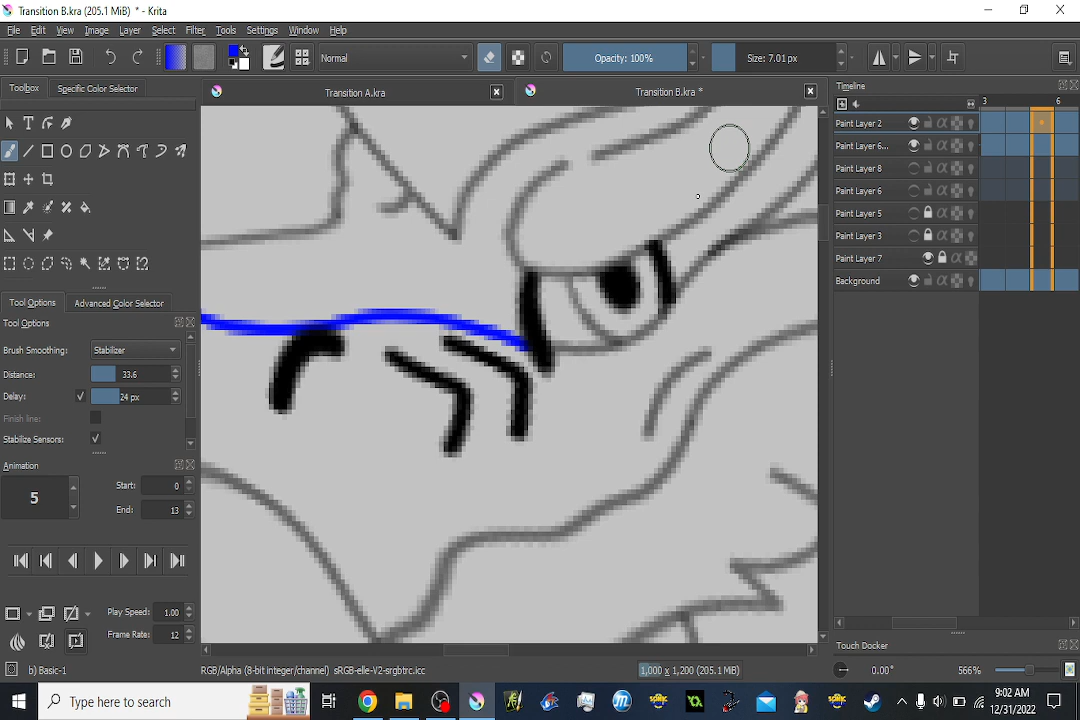 Transition B.kra (205.1 MiB) * - Krita
File Edit View Image Layer Select Filter Tools Settings Window Help
Normal
Opacity: 100%
Size: 7.01 px
Toolbox
Specific Color Selector
Transition A.kra
Transition B.kra *
Timeline
3 6
Paint Layer 2
Paint Layer 6...
Paint Layer 8
Paint Layer 6
Paint Layer 5
Paint Layer 3
Paint Layer 7
Background
Tool Options
Advanced Color Selector
Tool Options
Brush Smoothing: Stabilizer
Distance: 33.6
Delay: 24 px
Finish line:
Stabilize Sensors:
Animation
5
Start: 0
End: 13
Play Speed: 1.00
Frame Rate: 12
Touch Docker
b) Basic-1
RGB/Alpha (8-bit integer/channel) sRGB-elle-V2-srgbtrc.icc
1,000 x 1,200 (205.1 MiB)
0.00°
566%
Type here to search
9:02 AM
12/31/2022